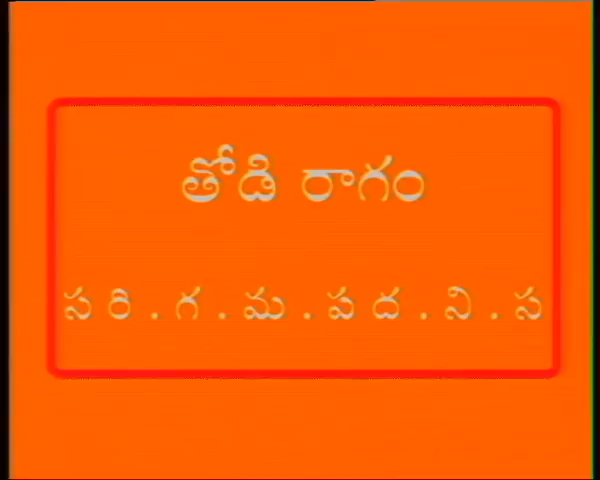 తోడి రాగం
స రి . గ . మ . ప ద . ని . స